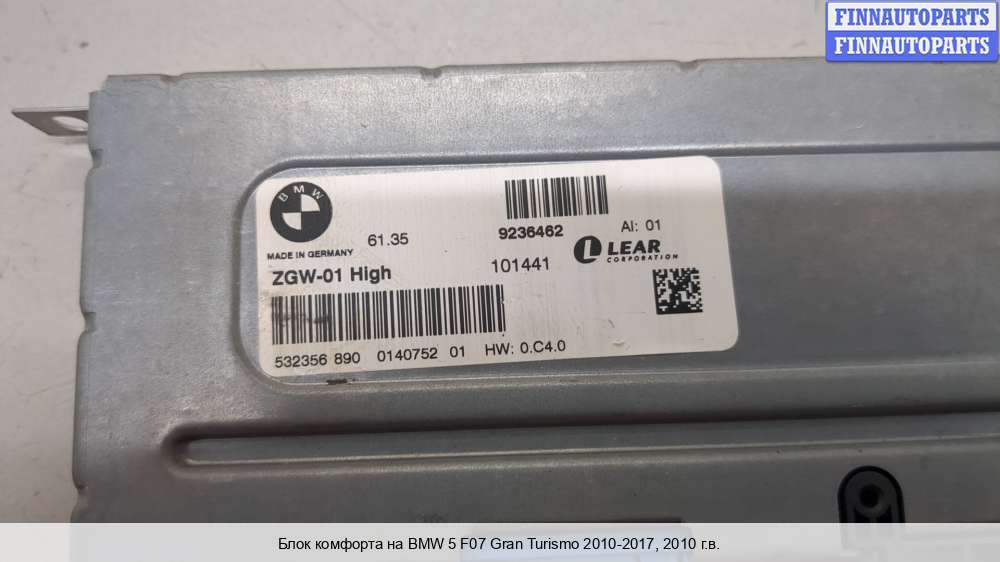 FINNAUTOPARTS
FINNAUTOPARTS
BMW
MADE IN GERMANY
61.35
9236462
AI: 01
LEAR
CORPORATION
ZGW-01 High
101441
532356 890 0140752 01 HW: 0.C4.0
Блок комфорта на BMW 5 F07 Gran Turismo 2010-2017, 2010 г.в.